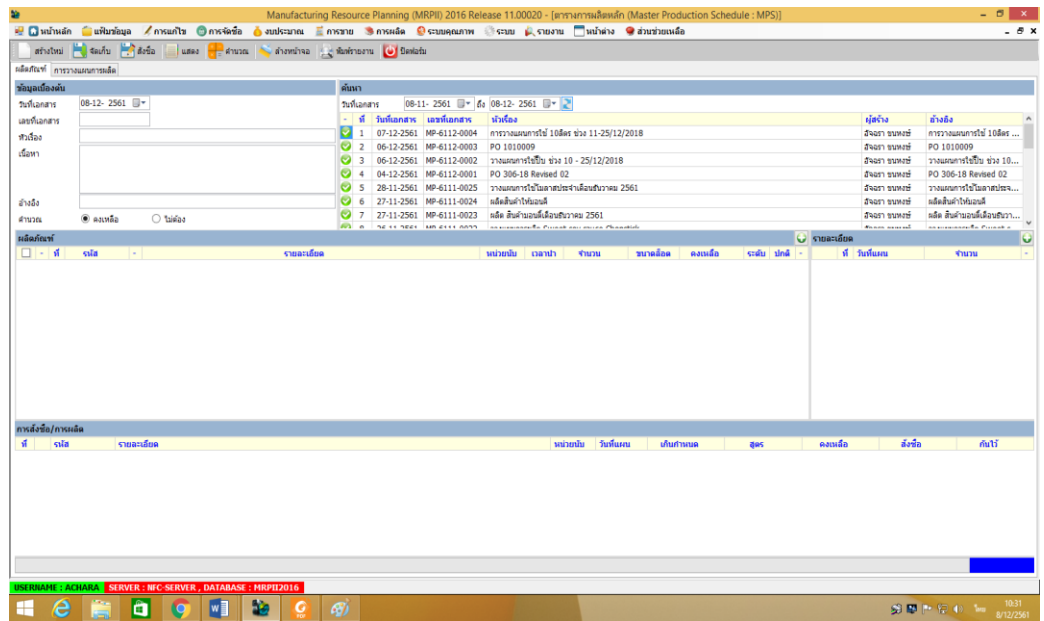 Manufacturing Resource Planning (MRPII) 2016 Release 11.00020 - [ตารางการผลิตหลัก (Master Production Schedule : MPS)]
หน้าหลัก แฟ้มข้อมูล การแก้ไข การจัดซื้อ งบประมาณ การขาย การผลิต ระบบคุณภาพ ระบบ รายงาน หน้าต่าง ส่วนช่วยเหลือ
สร้างใหม่ จัดเก็บ สั่งซื้อ แสดง คำนวณ ล้างหน้าจอ พิมพ์รายงาน ปิดฟอร์ม
ผลิตภัณฑ์ การวางแผนการผลิต
ข้อมูลเบื้องต้น
วันที่เอกสาร 08-12- 2561
เลขที่เอกสาร
หัวเรื่อง
เนื้อหา
อ้างอิง
คำนวณ คงเหลือ ไม่ต้อง
ค้นหา
วันที่เอกสาร 08-11- 2561 ถึง 08-12- 2561
- ที่ วันที่เอกสาร เลขที่เอกสาร หัวเรื่อง ผู้สร้าง อ้างอิง
1 07-12-2561 MP-6112-0004 การวางแผนการใช้ 10ลิตร ช่วง 11-25/12/2018 อัจฉรา ขนหงษ์ การวางแผนการใช้ 10ลิตร ...
2 06-12-2561 MP-6112-0003 PO 1010009 อัจฉรา ขนหงษ์ PO 1010009
3 06-12-2561 MP-6112-0002 วางแผนการใช้ปี๊บ ช่วง 10 - 25/12/2018 อัจฉรา ขนหงษ์ วางแผนการใช้ปี๊บ ช่วง 10...
4 04-12-2561 MP-6112-0001 PO 306-18 Revised 02 อัจฉรา ขนหงษ์ PO 306-18 Revised 02
5 28-11-2561 MP-6111-0025 วางแผนการใช้โมลาสประจำเดือนธันวาคม 2561 อัจฉรา ขนหงษ์ วางแผนการใช้โมลาสประจ...
6 27-11-2561 MP-6111-0024 ผลิตสินค้าให้มอนดี อัจฉรา ขนหงษ์ ผลิตสินค้าให้มอนดี
7 27-11-2561 MP-6111-0023 ผลิต สินค้ามอนดี้เดือนธันวาคม 2561 อัจฉรา ขนหงษ์ ผลิต สินค้ามอนดี้เดือนธันวา...
ผลิตภัณฑ์
- ที่ รหัส - รายละเอียด หน่วยนับ เวลานำ จำนวน ขนาดล็อต คงเหลือ ระดับ ปกติ -
รายละเอียด
ที่ วันที่แผน จำนวน -
การสั่งซื้อ/การผลิต
ที่ รหัส รายละเอียด หน่วยนับ วันที่แผน เกินกำหนด สูตร คงเหลือ สั่งซื้อ กันไว้
USERNAME : ACHARA SERVER : NFC-SERVER , DATABASE : MRPII2016
10:31
8/12/2561